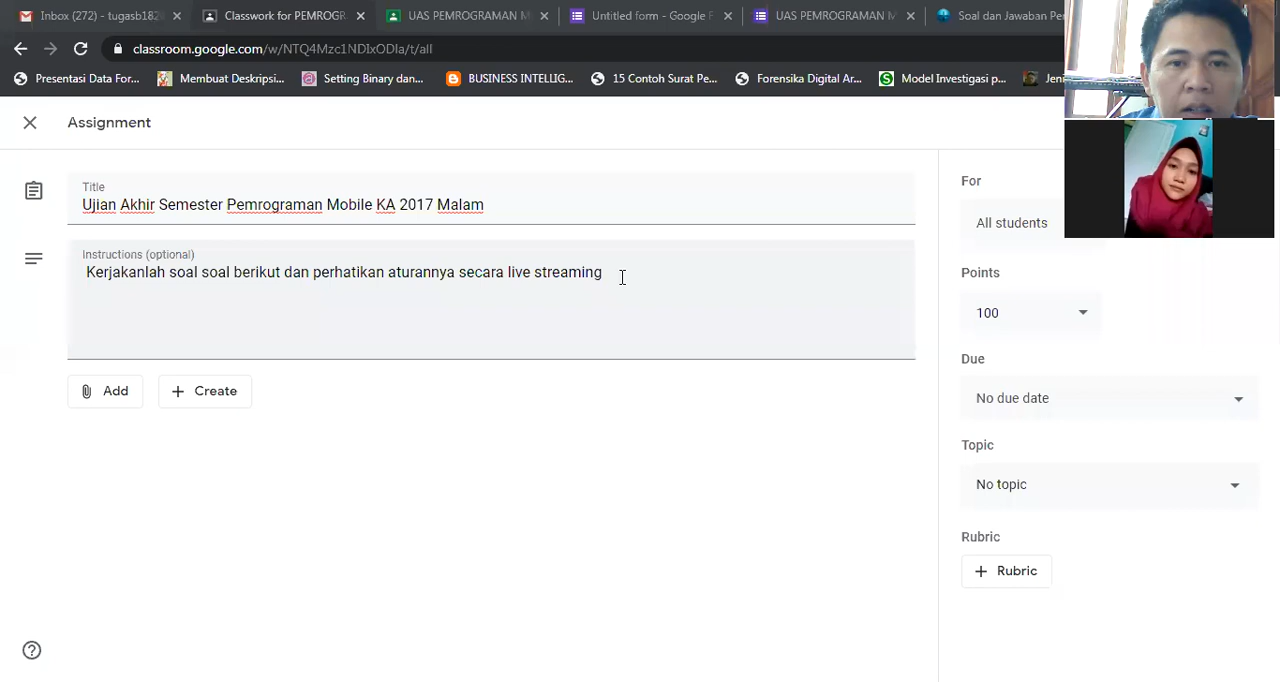 Inbox (272) - tugasb182
Classwork for PEMROGR
UAS PEMROGRAMAN M
Untitled form - Google F
UAS PEMROGRAMAN M
Soal dan Jawaban Pe
classroom.google.com/w/NTQ4Mzc1NDIxODIa/t/all
Presentasi Data For...
Membuat Deskripsi...
Setting Binary dan...
BUSINESS INTELLIG...
15 Contoh Surat Pe...
Forensika Digital Ar...
Model Investigasi p...
Jeni
Assignment
Title
Ujian Akhir Semester Pemrograman Mobile KA 2017 Malam
Instructions (optional)
Kerjakanlah soal soal berikut dan perhatikan aturannya secara live streaming
Add
Create
For
All students
Points
100
Due
No due date
Topic
No topic
Rubric
Rubric